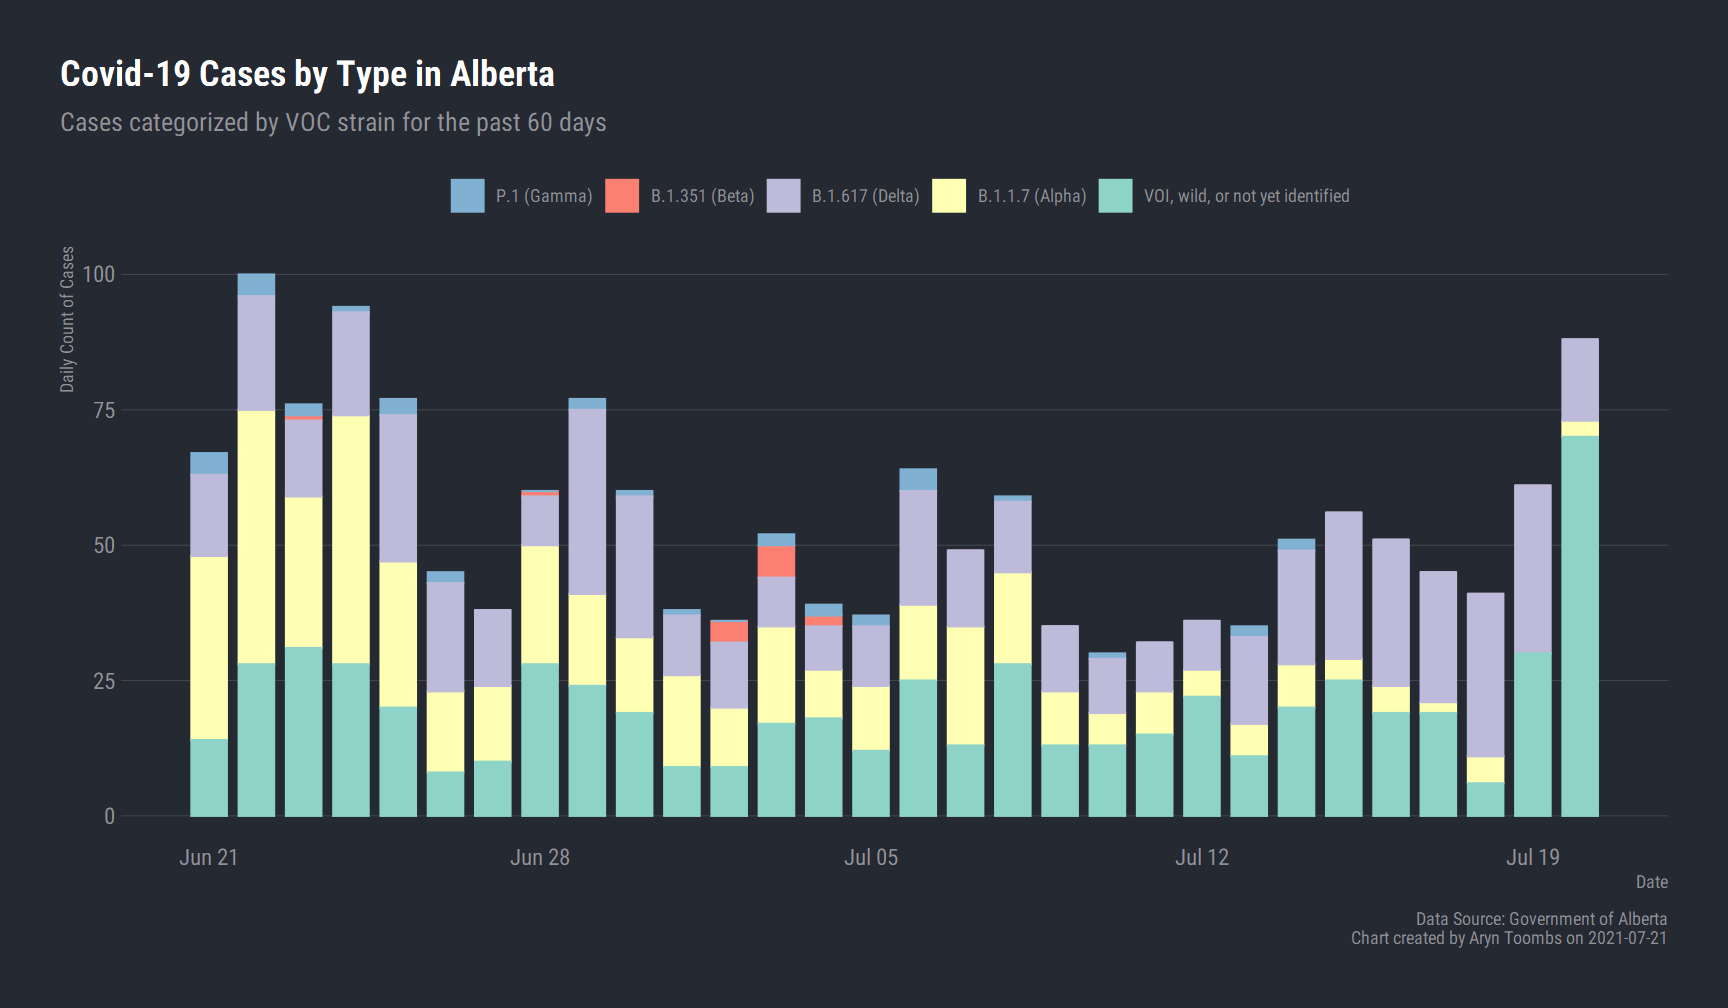 Covid-19 Cases by Type in Alberta
Cases categorized by VOC strain for the past 60 days
P.1 (Gamma) B.1.351 (Beta) B.1.617 (Delta) B.1.1.7 (Alpha) VOI, wild, or not yet identified
Daily Count of Cases
100
75
50
25
0
Jun 21 Jun 28 Jul 05 Jul 12 Jul 19
Date
Data Source: Government of Alberta
Chart created by Aryn Toombs on 2021-07-21